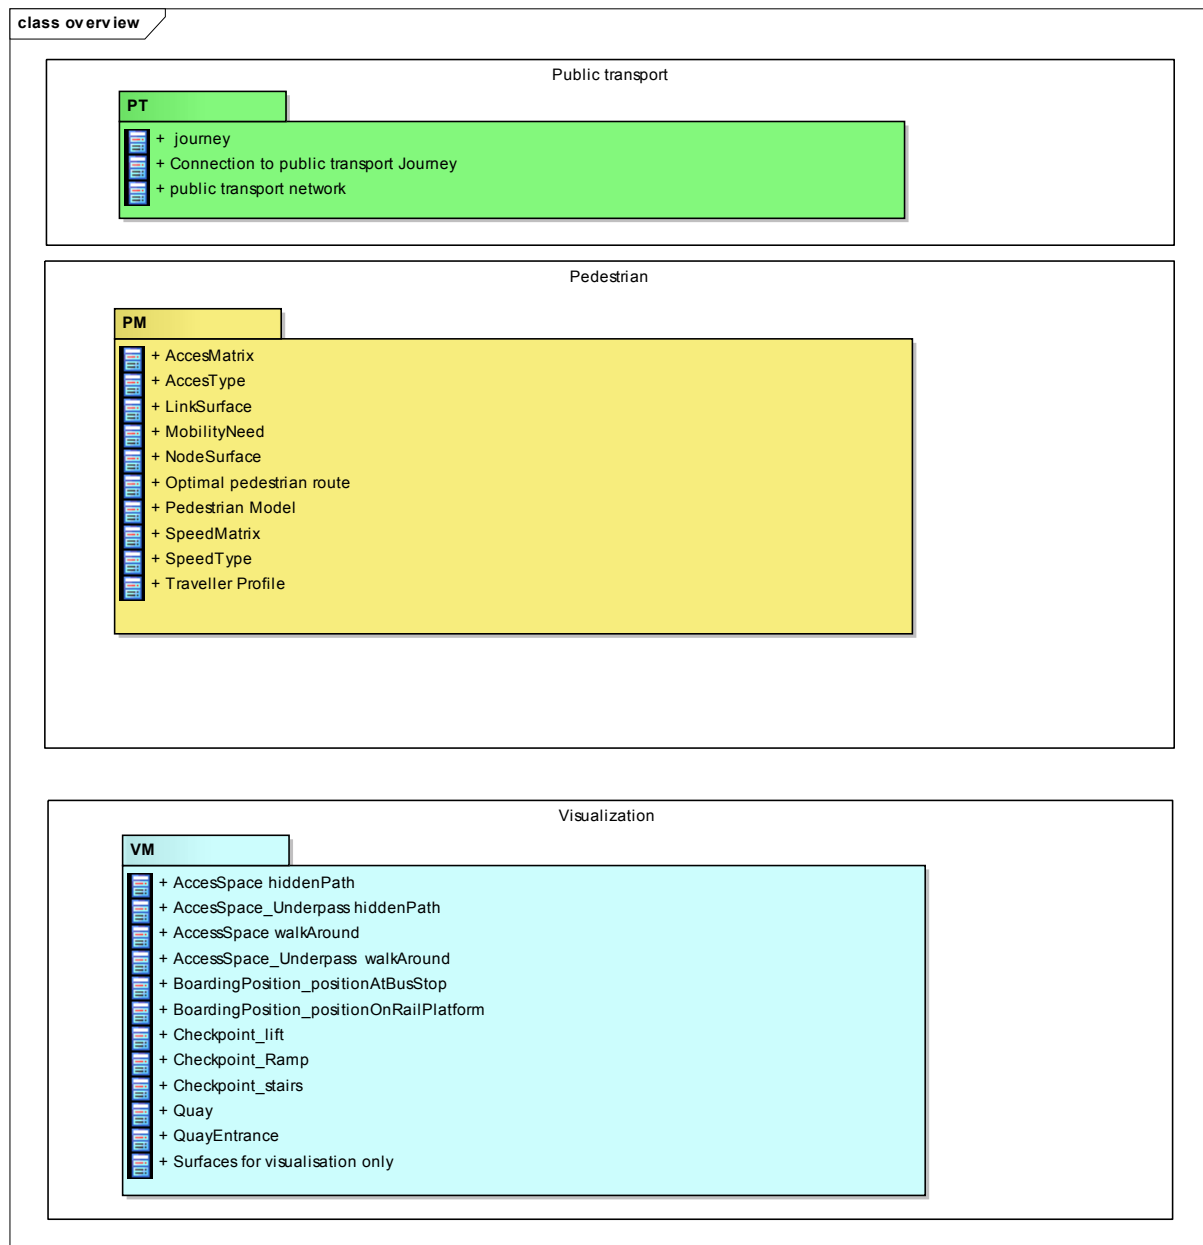 class overview
Public transport
PT
+ journey
+ Connection to public transport Journey
+ public transport network
Pedestrian
PM
+ AccesMatrix
+ AccesType
+ LinkSurface
+ MobilityNeed
+ NodeSurface
+ Optimal pedestrian route
+ Pedestrian Model
+ SpeedMatrix
+ SpeedType
+ Traveller Profile
Visualization
VM
+ AccesSpace hiddenPath
+ AccesSpace_Underpass hiddenPath
+ AccessSpace walkAround
+ AccessSpace_Underpass walkAround
+ BoardingPosition_positionAtBusStop
+ BoardingPosition_positionOnRailPlatform
+ Checkpoint_lift
+ Checkpoint_Ramp
+ Checkpoint_stairs
+ Quay
+ QuayEntrance
+ Surfaces for visualisation only